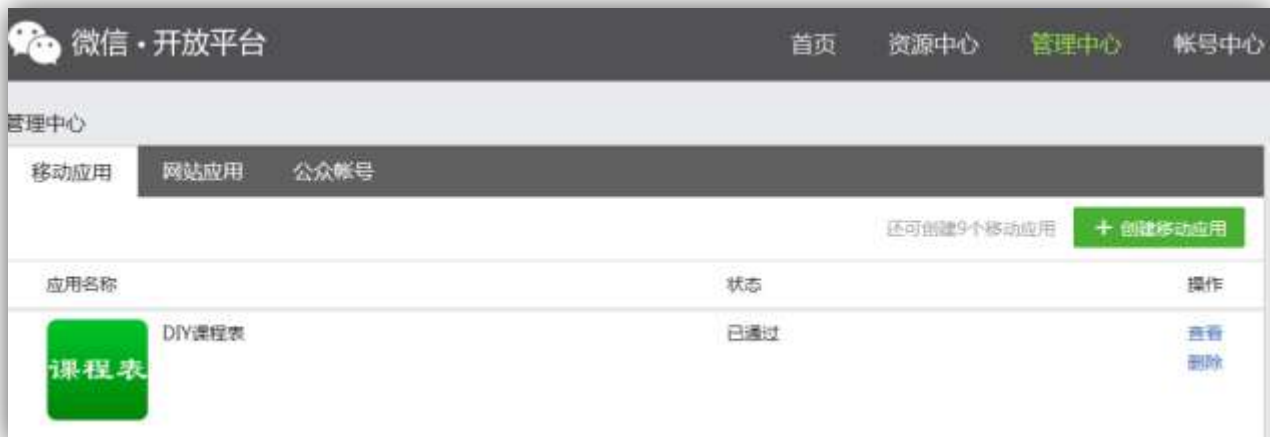 微信·开放平台 首页 资源中心 管理中心 帐号中心
管理中心
移动应用 网站应用 公众帐号
还可创建9个移动应用 + 创建移动应用
应用名称 状态 操作
DIY课程表 已通过 查看
课程表 删除